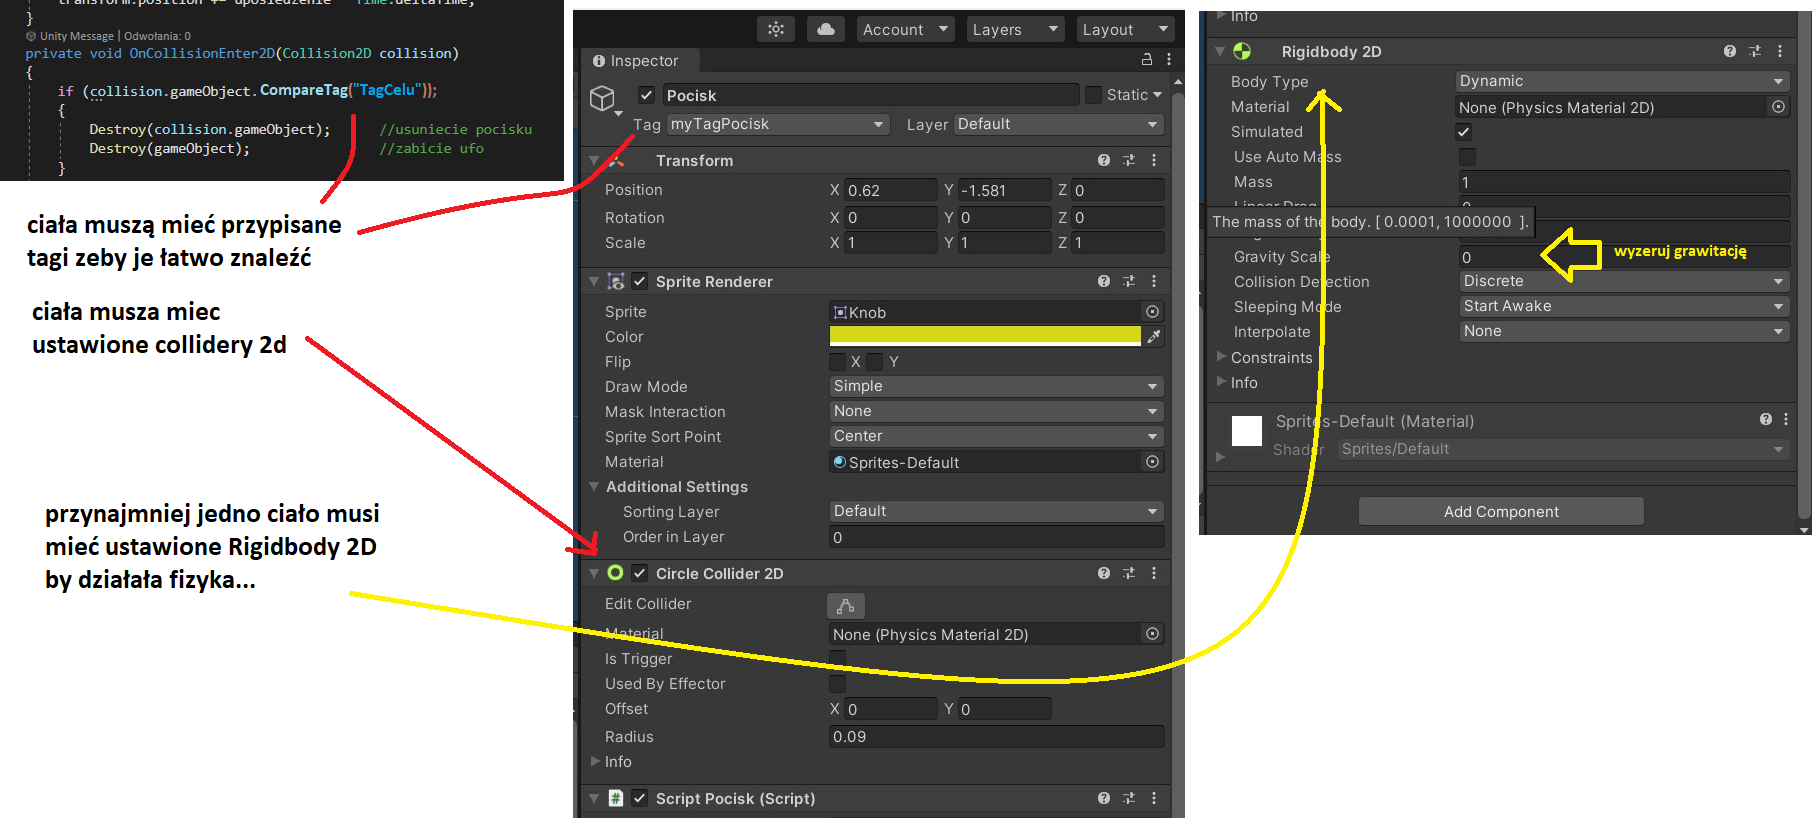 transform.position += uposledzenie * Time.deltaTime;
}
Unity Message | Odwołania: 0
private void OnCollisionEnter2D(Collision2D collision)
{
if (collision.gameObject.CompareTag("TagCelu"));
{
Destroy(collision.gameObject); //usuniecie pocisku
Destroy(gameObject); //zabicie ufo
}
ciała muszą mieć przypisane
tagi zeby je łatwo znaleźć
ciała musza miec
ustawione collidery 2d
przynajmniej jedno ciało musi
mieć ustawione Rigidbody 2D
by działała fizyka...
Account Layers Layout
Inspector
Pocisk Static
Tag myTagPocisk Layer Default
Transform
Position X 0.62 Y -1.581 Z 0
Rotation X 0 Y 0 Z 0
Scale X 1 Y 1 Z 1
Sprite Renderer
Sprite Knob
Color
Flip X Y
Draw Mode Simple
Mask Interaction None
Sprite Sort Point Center
Material Sprites-Default
Additional Settings
Sorting Layer Default
Order in Layer 0
Circle Collider 2D
Edit Collider
Material None (Physics Material 2D)
Is Trigger
Used By Effector
Offset X 0 Y 0
Radius 0.09
Info
# Script Pocisk (Script)
Info
Rigidbody 2D
Body Type Dynamic
Material None (Physics Material 2D)
Simulated
Use Auto Mass
Mass 1
Linear Drag 0
The mass of the body. [ 0.0001, 1000000 ].
Gravity Scale 0
wyzeruj grawitację
Collision Detection Discrete
Sleeping Mode Start Awake
Interpolate None
Constraints
Info
Sprites-Default (Material)
Shader Sprites/Default
Add Component